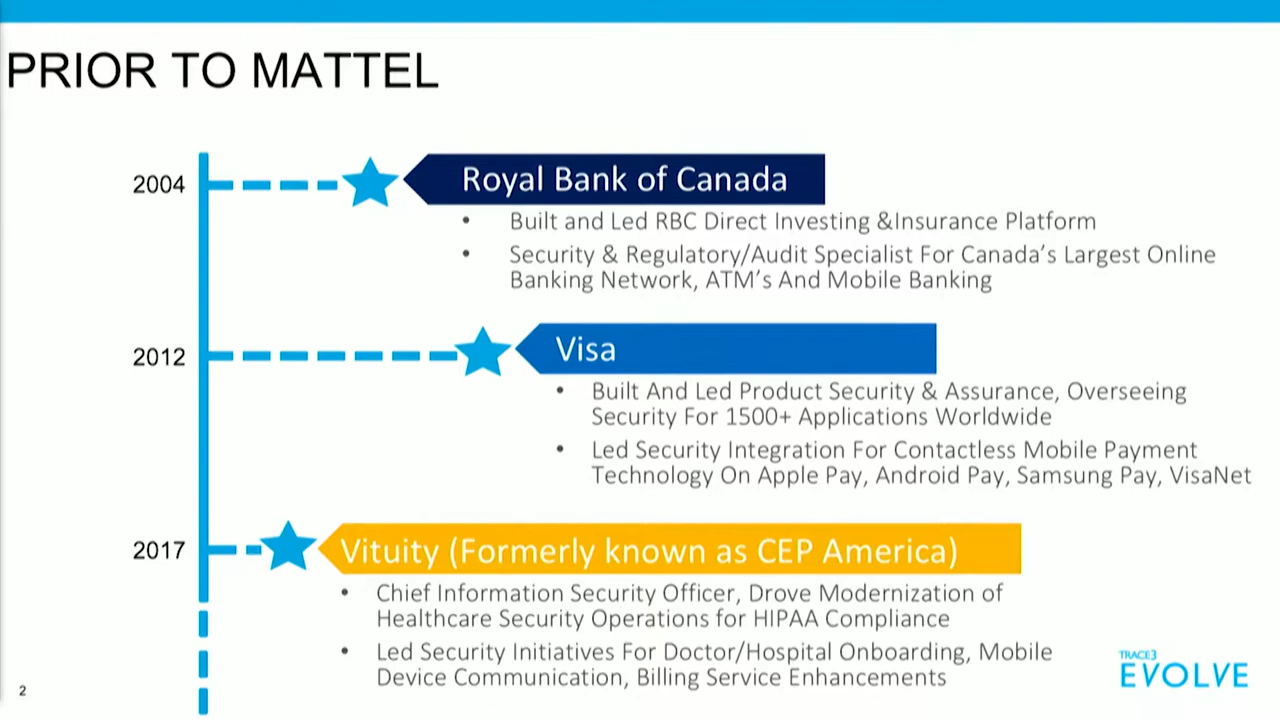 PRIOR TO MATTEL
2004
Royal Bank of Canada
• Built and Led RBC Direct Investing &Insurance Platform
• Security & Regulatory/Audit Specialist For Canada’s Largest Online
Banking Network, ATM’s And Mobile Banking
2012
Visa
• Built And Led Product Security & Assurance, Overseeing
Security For 1500+ Applications Worldwide
• Led Security Integration For Contactless Mobile Payment
Technology On Apple Pay, Android Pay, Samsung Pay, VisaNet
2017
Vituity (Formerly known as CEP America)
• Chief Information Security Officer, Drove Modernization of
Healthcare Security Operations for HIPAA Compliance
• Led Security Initiatives For Doctor/Hospital Onboarding, Mobile
Device Communication, Billing Service Enhancements
TRACE3
EVOLVE
2